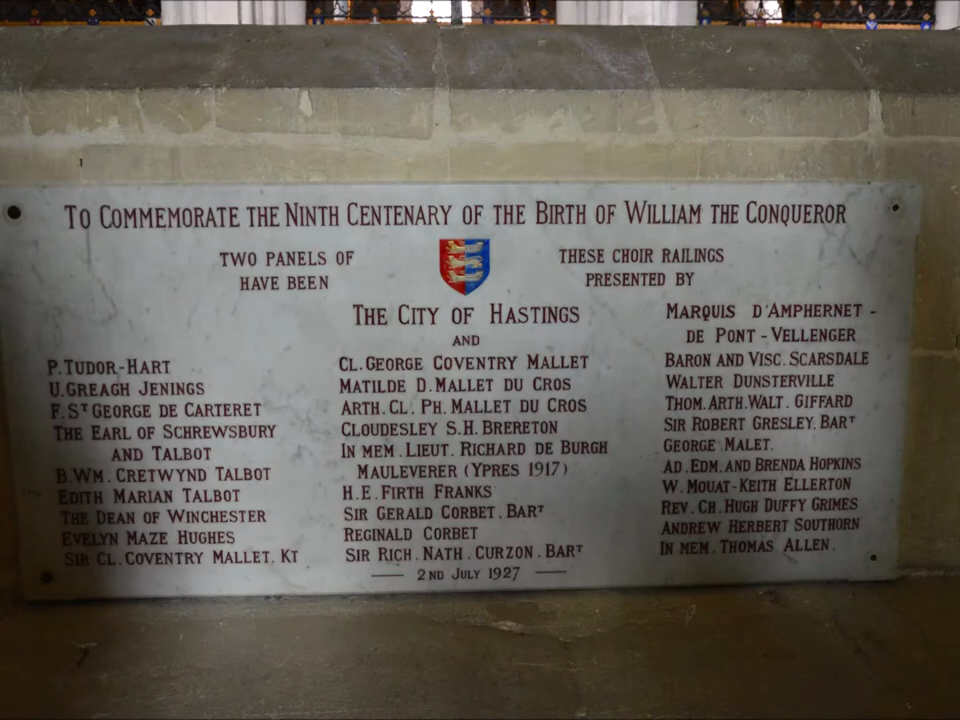 TO COMMEMORATE THE NINTH CENTENARY OF THE BIRTH OF WILLIAM THE CONQUEROR
TWO PANELS OF THESE CHOIR RAILINGS
HAVE BEEN PRESENTED BY
P. TUDOR-HART
U. GREAGH JENINGS
F. ST GEORGE DE CARTERET
THE EARL OF SCHREWSBURY
AND TALBOT
B. WM. CRETWYND TALBOT
EDITH MARIAN TALBOT
THE DEAN OF WINCHESTER
EVELYN MAZE HUGHES
SIR CL. COVENTRY MALLET. KT
THE CITY OF HASTINGS
AND
CL. GEORGE COVENTRY MALLET
MATILDE D. MALLET DU CROS
ARTH. CL. PH. MALLET DU CROS
CLOUDESLEY S.H. BRERETON
IN MEM. LIEUT. RICHARD DE BURGH
MAULEVERER (YPRES 1917)
H.E. FIRTH FRANKS
SIR GERALD CORBET. BART
REGINALD CORBET
SIR RICH. NATH. CURZON. BART
MARQUIS D'AMPHERNET-
DE PONT-VELLENGER
BARON AND VISC. SCARSDALE
WALTER DUNSTERVILLE
THOM. ARTH. WALT. GIFFARD
SIR ROBERT GRESLEY. BART
GEORGE MALET.
AD. EDM. AND BRENDA HOPKINS
W. MOUAT-KEITH ELLERTON
REV. CH. HUGH DUFFY GRIMES
ANDREW HERBERT SOUTHORN
IN MEM. THOMAS ALLEN.
2ND JULY 1927